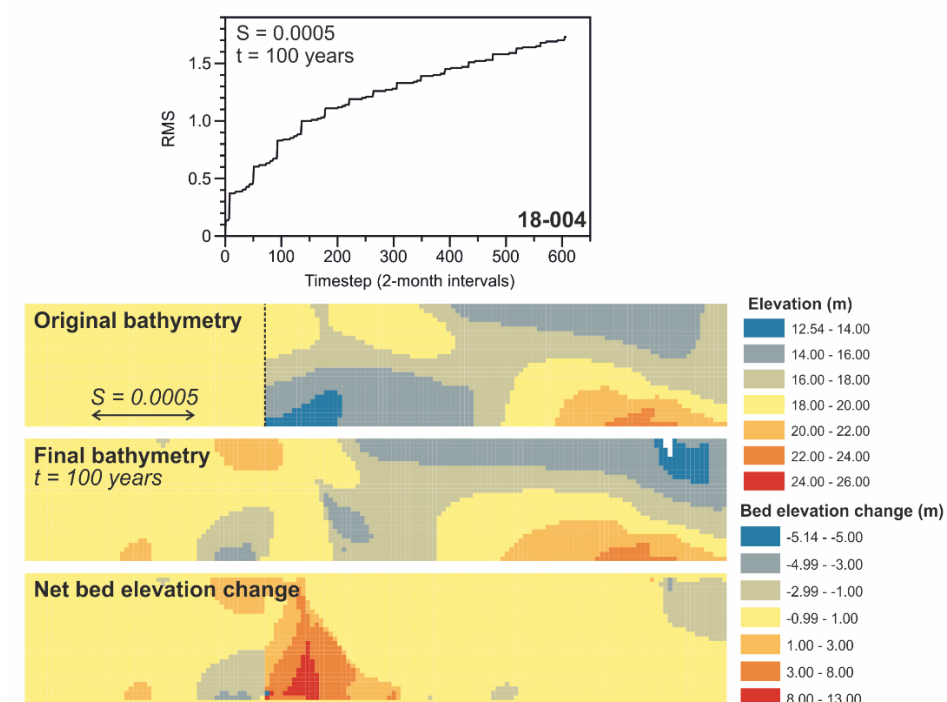 S = 0.0005
t = 100 years
1.5
1.0
0.5
0
RMS
18-004
0 100 200 300 400 500 600
Timestep (2-month intervals)
Original bathymetry
S = 0.0005
Final bathymetry
t = 100 years
Net bed elevation change
Elevation (m)
12.54 - 14.00
14.00 - 16.00
16.00 - 18.00
18.00 - 20.00
20.00 - 22.00
22.00 - 24.00
24.00 - 26.00
Bed elevation change (m)
-5.14 - -5.00
-4.99 - -3.00
-2.99 - -1.00
-0.99 - 1.00
1.00 - 3.00
3.00 - 8.00
8.00 - 13.00